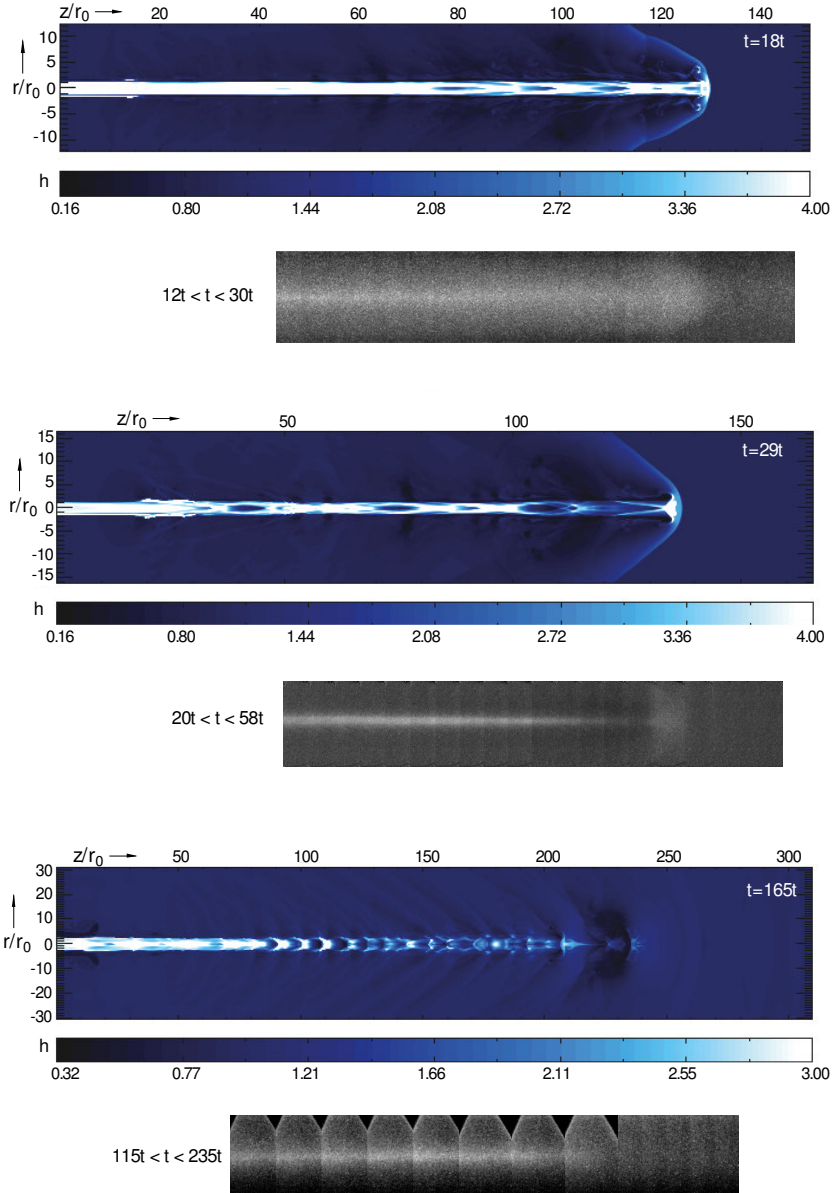 z/r0 20 40 60 80 100 120 140
10
5
r/r0 0
-5
-10
t=18t
h
0.16 0.80 1.44 2.08 2.72 3.36 4.00
12t < t < 30t
z/r0 50 100 150
15
10
5
r/r0 0
-5
-10
-15
t=29t
h
0.16 0.80 1.44 2.08 2.72 3.36 4.00
20t < t < 58t
z/r0 50 100 150 200 250 300
30
20
10
r/r0 0
-10
-20
-30
t=165t
h
0.32 0.77 1.21 1.66 2.11 2.55 3.00
115t < t < 235t